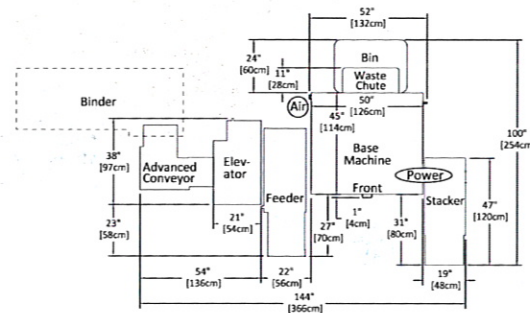 52"
[132cm]
24"
[60cm]
11"
[28cm]
Bin
Waste
Chute
Binder
Air
50"
[126cm]
45"
[114cm]
100"
[254cm]
38"
[97cm]
Advanced
Conveyor
Elev-
ator
Feeder
Base
Machine
Power
Front
Stacker
47"
[120cm]
23"
[58cm]
21"
[54cm]
27"
[70cm]
1"
[4cm]
31"
[80cm]
54"
[136cm]
22"
[56cm]
19"
[48cm]
144"
[366cm]